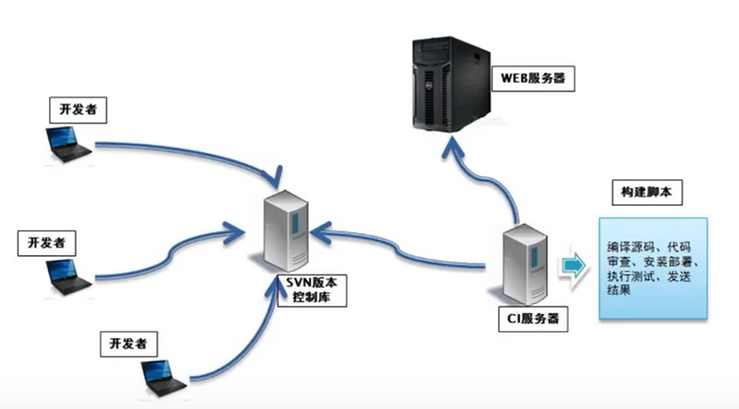 WEB服务器
开发者
构建脚本
开发者
编译源码、代码
审查、安装部署、
执行测试、发送
结果
SVN版本
控制库
CI服务器
开发者